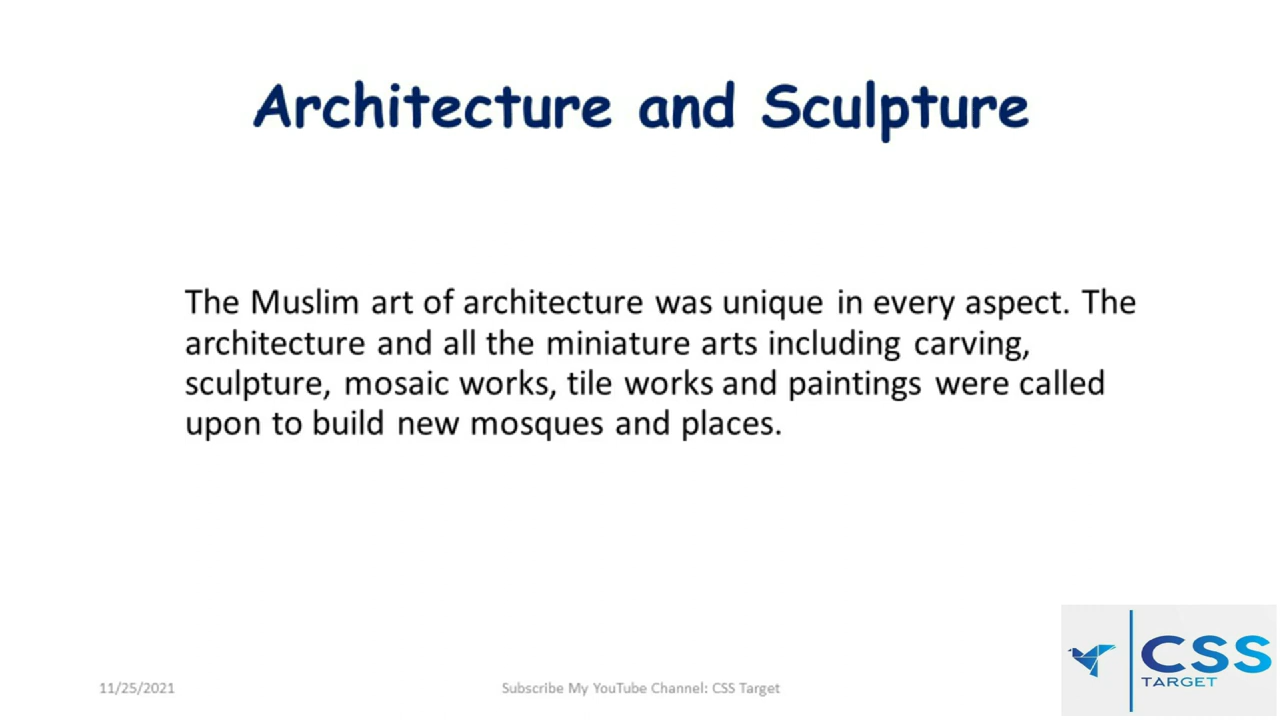 Architecture and Sculpture
The Muslim art of architecture was unique in every aspect. The
architecture and all the miniature arts including carving,
sculpture, mosaic works, tile works and paintings were called
upon to build new mosques and places.
11/25/2021
Subscribe My YouTube Channel: CSS Target
CSS
TARGET